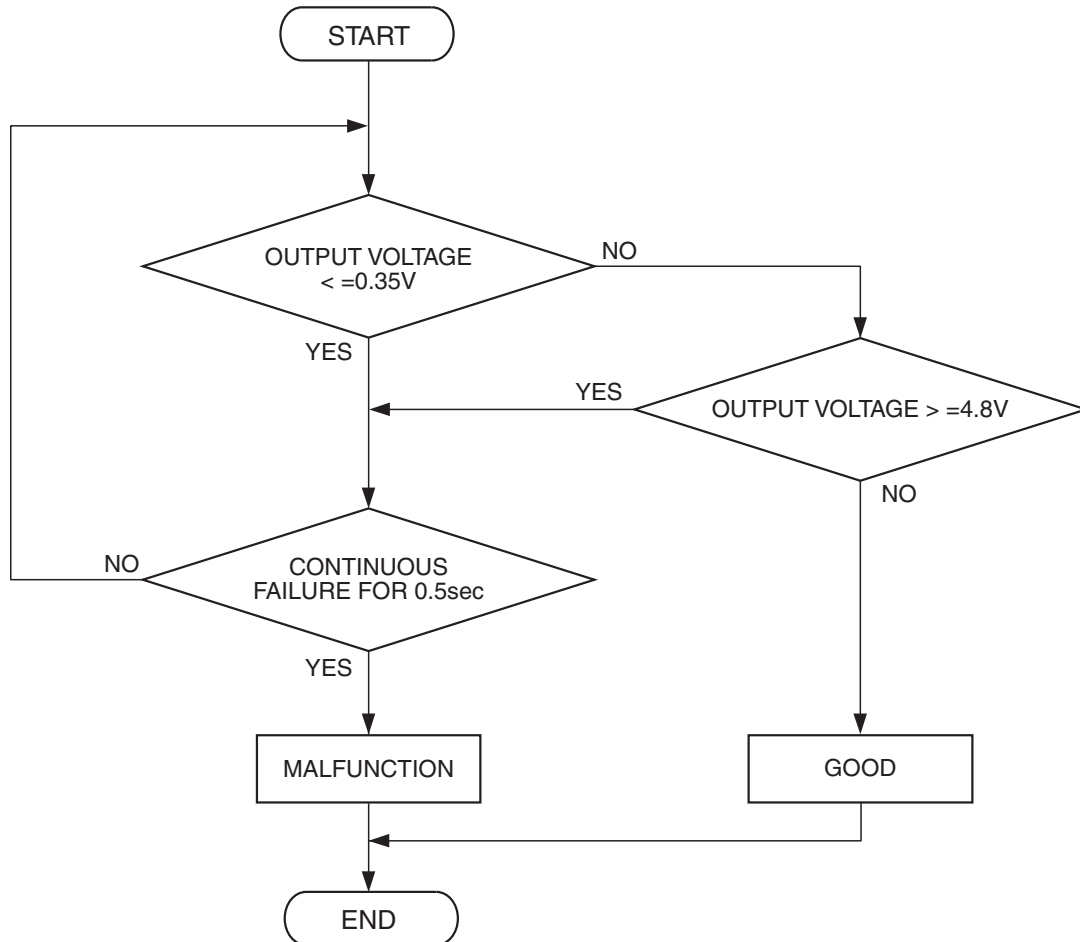 START
OUTPUT VOLTAGE
< =0.35V
NO
YES
YES
OUTPUT VOLTAGE > =4.8V
NO
CONTINUOUS
FAILURE FOR 0.5sec
NO
YES
MALFUNCTION
GOOD
END